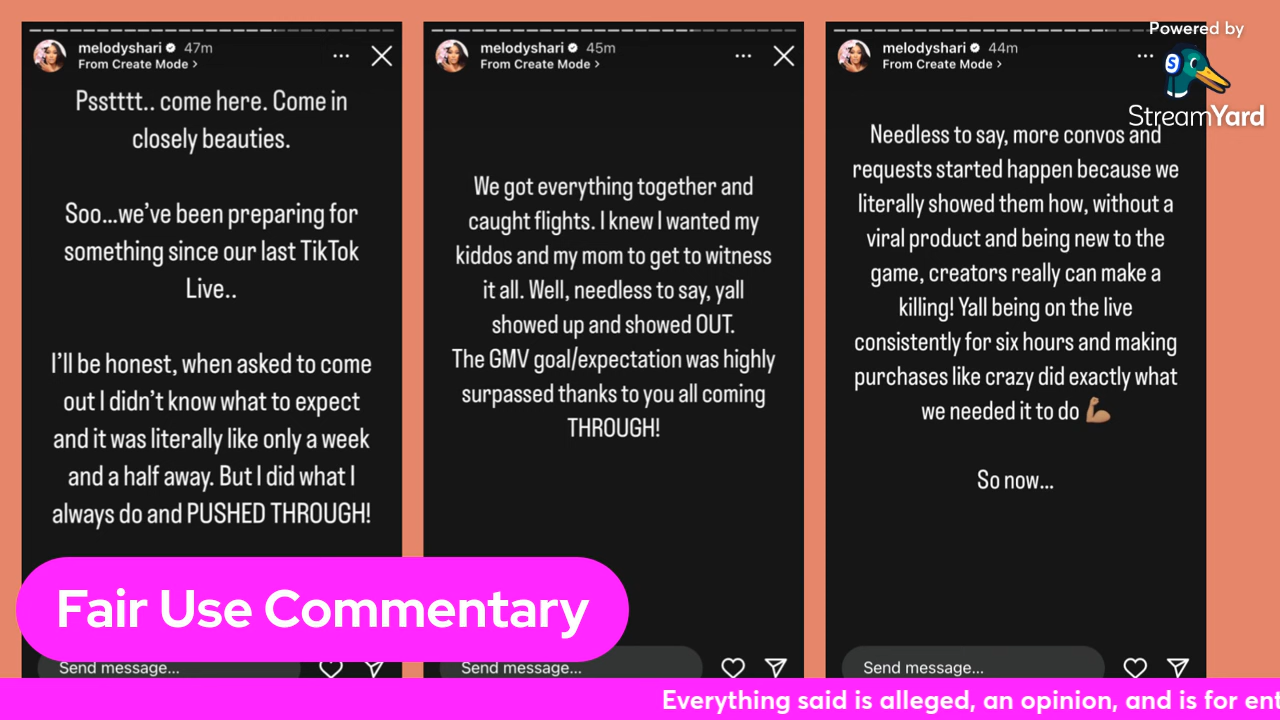 melodyshari 47m
From Create Mode >
Psstttt.. come here. Come in
closely beauties.
Soo...we've been preparing for
something since our last TikTok
Live..
I'll be honest, when asked to come
out I didn't know what to expect
and it was literally like only a week
and a half away. But I did what I
always do and PUSHED THROUGH!
Send message...
melodyshari 45m
From Create Mode >
We got everything together and
caught flights. I knew I wanted my
kiddos and my mom to get to witness
it all. Well, needless to say, yall
showed up and showed OUT.
The GMV goal/expectation was highly
surpassed thanks to you all coming
THROUGH!
Send message...
melodyshari 44m
From Create Mode >
Needless to say, more convos and
requests started happen because we
literally showed them how, without a
viral product and being new to the
game, creators really can make a
killing! Yall being on the live
consistently for six hours and making
purchases like crazy did exactly what
we needed it to do 💪🏽
So now...
Send message...
Powered by
StreamYard
Fair Use Commentary
Everything said is alleged, an opinion, and is for ent